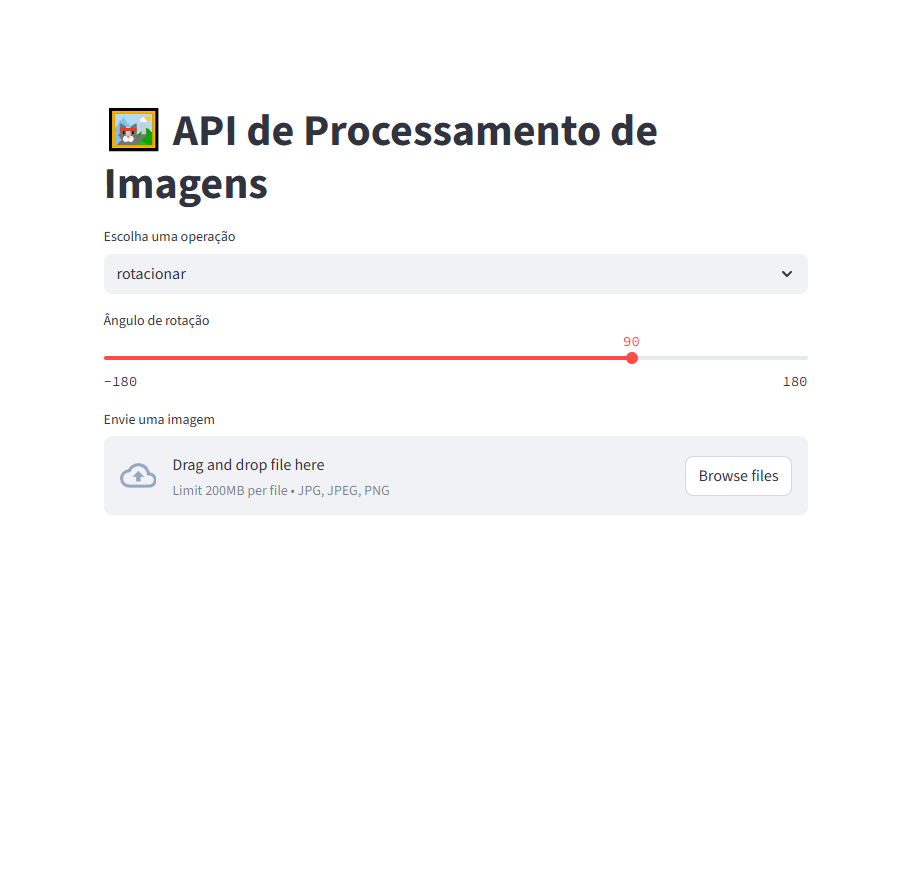 API de Processamento de
Imagens
Escolha uma operação
rotacionar
Ângulo de rotação
90
-180 180
Envie uma imagem
Drag and drop file here
Limit 200MB per file • JPG, JPEG, PNG
Browse files